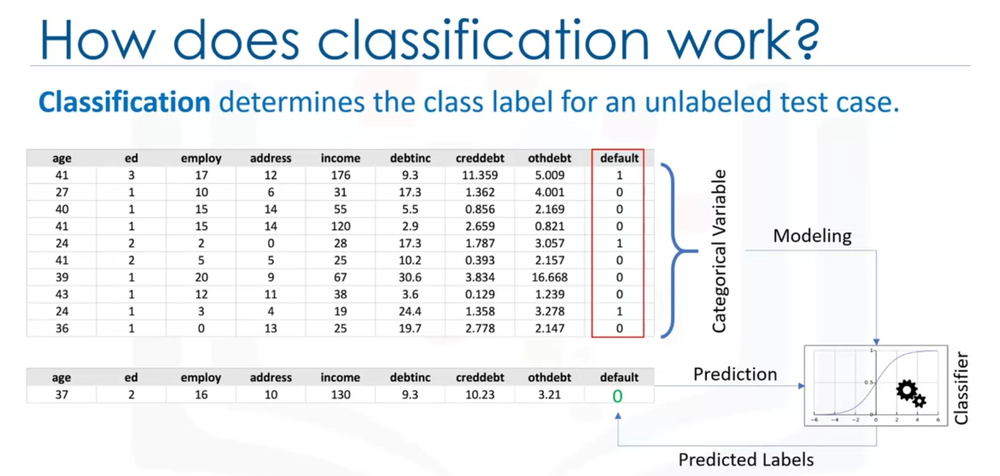 How does classification work?
Classification determines the class label for an unlabeled test case.
age ed employ address income debtinc creddebt othdebt default
41 3 17 12 176 9.3 11.359 5.009 1
27 1 10 6 31 17.3 1.362 4.001 0
40 1 15 14 55 5.5 0.856 2.169 0
41 1 15 14 120 2.9 2.659 0.821 0
24 2 2 0 28 17.3 1.787 3.057 1
41 2 5 5 25 10.2 0.393 2.157 0
39 1 20 9 67 30.6 3.834 16.668 0
43 1 12 11 38 3.6 0.129 1.239 0
24 1 3 4 19 24.4 1.358 3.278 1
36 1 0 13 25 19.7 2.778 2.147 0
Categorical Variable
Modeling
age ed employ address income debtinc creddebt othdebt default
37 2 16 10 130 9.3 10.23 3.21 0
Prediction
1
0.5
0
-6 -4 -2 0 2 4 6
Classifier
Predicted Labels